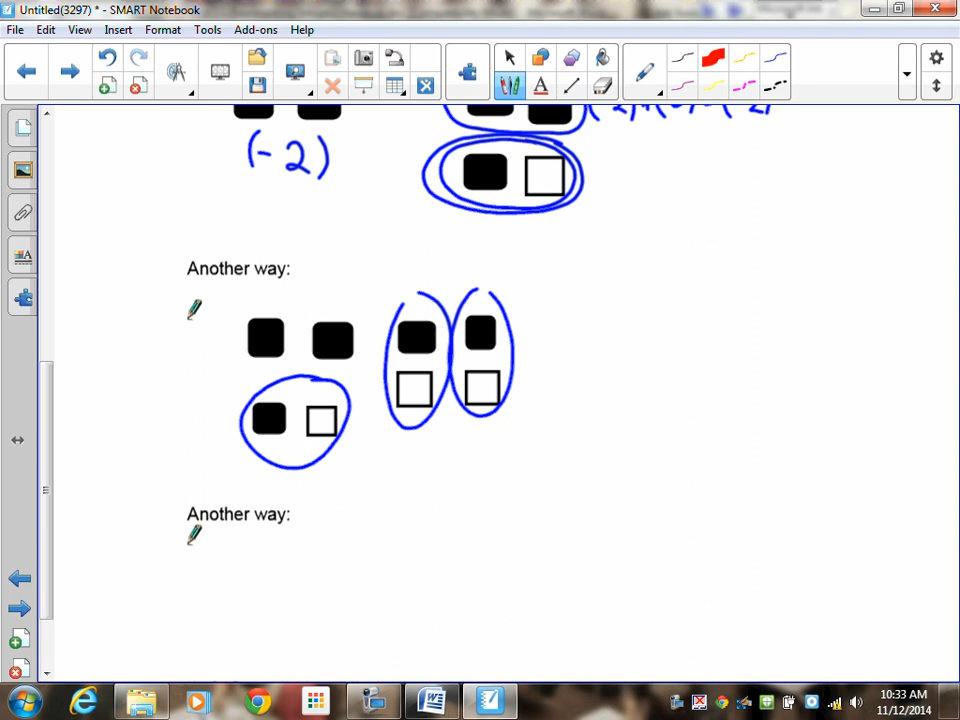 Untitled(3297) * - SMART Notebook
File Edit View Insert Format Tools Add-ons Help
(-2)
Another way:
Another way:
10:33 AM
11/12/2014